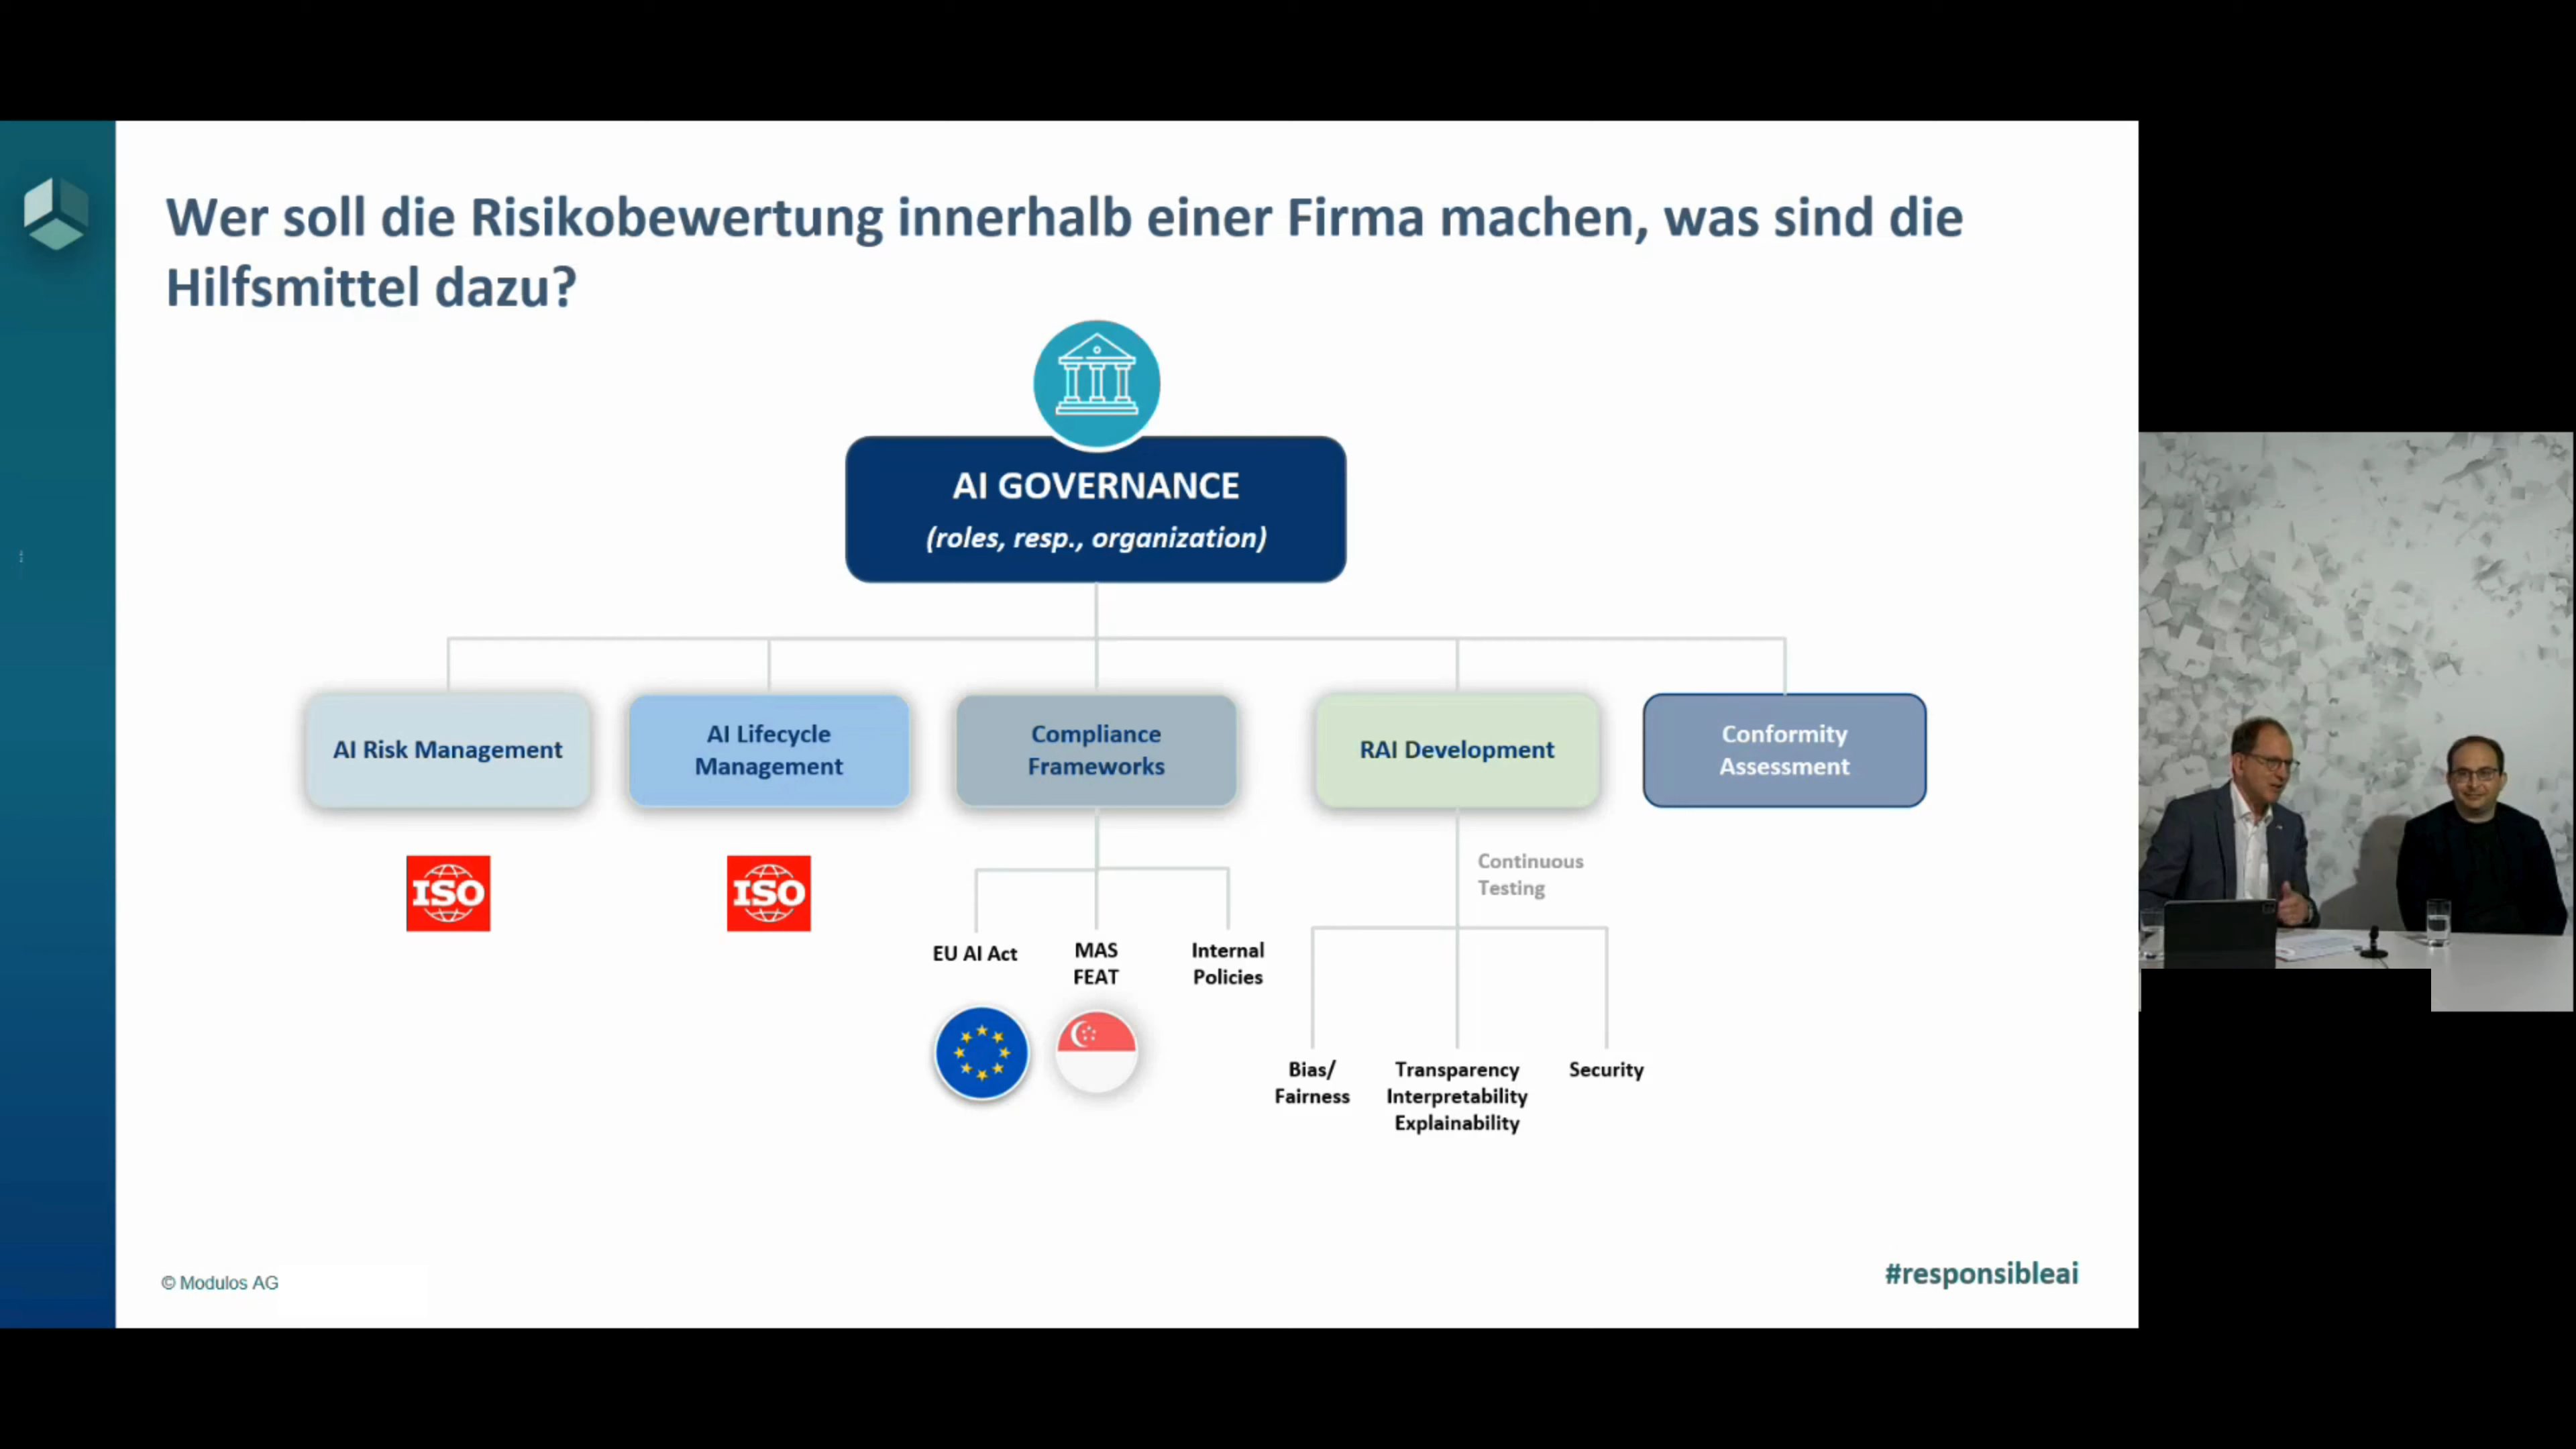 Wer soll die Risikobewertung innerhalb einer Firma machen, was sind die
Hilfsmittel dazu?
AI GOVERNANCE
(roles, resp., organization)
AI Risk Management
AI Lifecycle
Management
Compliance
Frameworks
RAI Development
Conformity
Assessment
ISO
ISO
Continuous
Testing
EU AI Act
MAS
FEAT
Internal
Policies
Bias/
Fairness
Transparency
Interpretability
Explainability
Security
© Modulos AG
#responsibleai